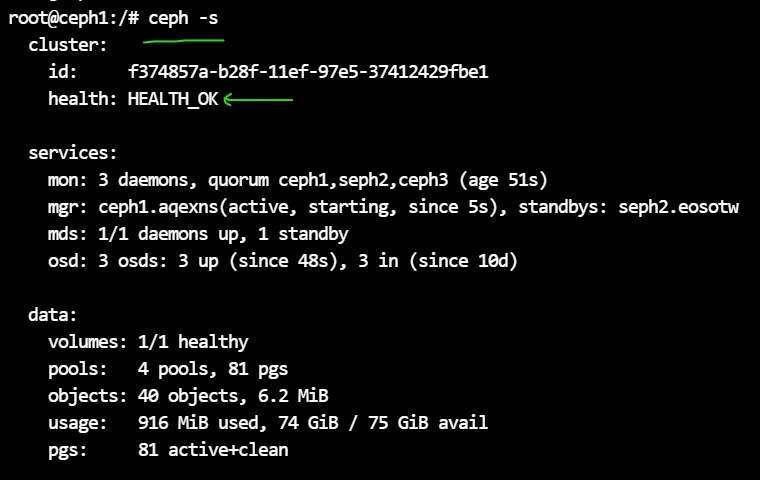 root@ceph1:/# ceph -s
cluster:
id: f374857a-b28f-11ef-97e5-37412429fbe1
health: HEALTH_OK
services:
mon: 3 daemons, quorum ceph1,seph2,ceph3 (age 51s)
mgr: ceph1.aqexns(active, starting, since 5s), standbys: seph2.eosotw
mds: 1/1 daemons up, 1 standby
osd: 3 osds: 3 up (since 48s), 3 in (since 10d)
data:
volumes: 1/1 healthy
pools: 4 pools, 81 pgs
objects: 40 objects, 6.2 MiB
usage: 916 MiB used, 74 GiB / 75 GiB avail
pgs: 81 active+clean